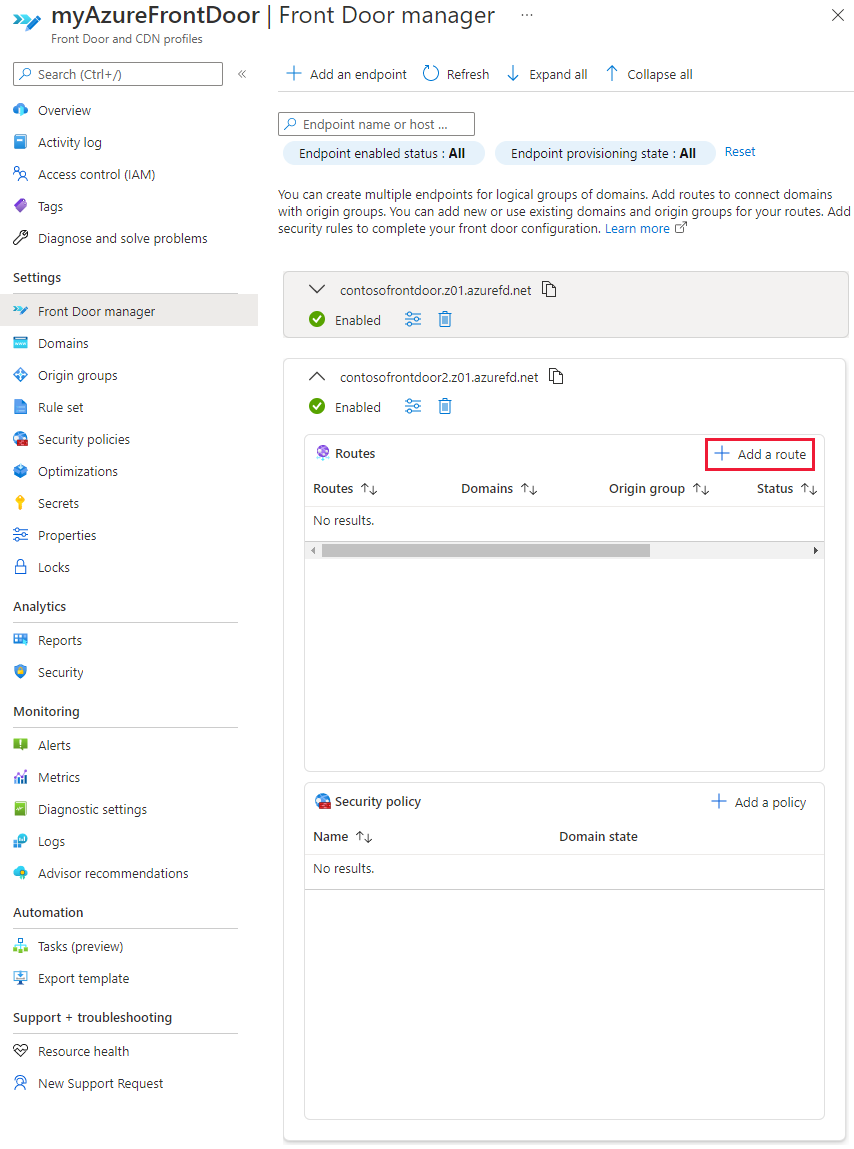 myAzureFrontDoor | Front Door manager ...
Front Door and CDN profiles
Search (Ctrl+/)
«
Overview
Activity log
Access control (IAM)
Tags
Diagnose and solve problems
Settings
Front Door manager
Domains
Origin groups
Rule set
Security policies
Optimizations
Secrets
Properties
Locks
Analytics
Reports
Security
Monitoring
Alerts
Metrics
Diagnostic settings
Logs
Advisor recommendations
Automation
Tasks (preview)
Export template
Support + troubleshooting
Resource health
New Support Request
Add an endpoint Refresh Expand all Collapse all
Endpoint name or host ...
Endpoint enabled status : All Endpoint provisioning state : All Reset
You can create multiple endpoints for logical groups of domains. Add routes to connect domains
with origin groups. You can add new or use existing domains and origin groups for your routes. Add
security rules to complete your front door configuration. Learn more
contosofrontdoor.z01.azurefd.net
Enabled
contosofrontdoor2.z01.azurefd.net
Enabled
Routes Add a route
Routes Domains Origin group Status
No results.
Security policy Add a policy
Name Domain state
No results.